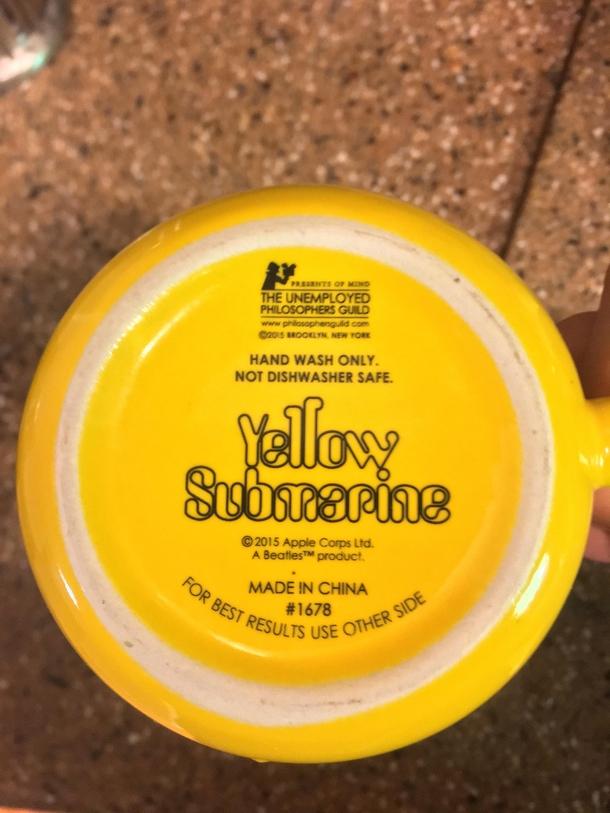 PRESENTS OF MIND
THE UNEMPLOYED
PHILOSOPHERS GUILD
www.philosophersguild.com
©2015 BROOKLYN, NEW YORK
HAND WASH ONLY.
NOT DISHWASHER SAFE.
Yellow
Submarine
©2015 Apple Corps Ltd.
A Beatles™ product.
MADE IN CHINA
#1678
FOR BEST RESULTS USE OTHER SIDE